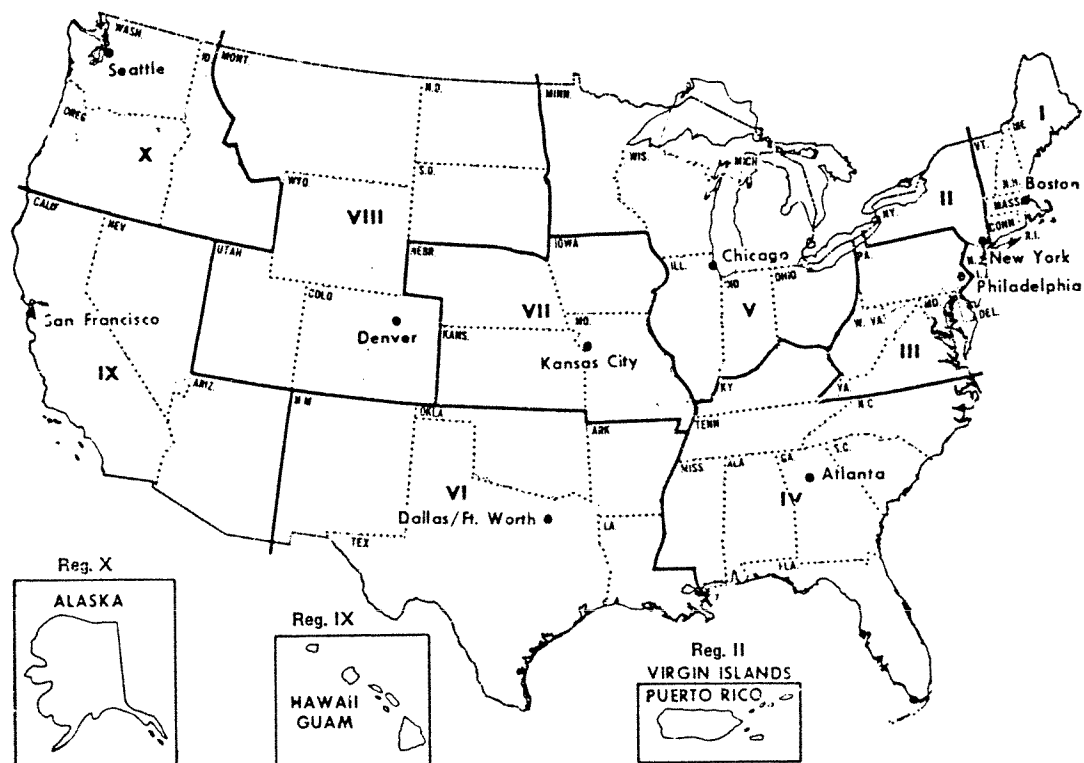 WASH.
Seattle
ID.
MONT.
N.D.
MINN.
OREG
X
S.D.
WIS.
MICH
VT.
ME
I
N.H.
MASS
Boston
CONN.
R.I.
II
N.Y.
New York
N.J.
Philadelphia
WYO.
VIII
CALIF
NEV
UTAH
NEBR.
IOWA
ILL.
Chicago
IND
OHIO
PA.
MD.
DEL.
W. VA.
COLO
Denver
VII
KANS.
MO.
Kansas City
V
III
San Francisco
IX
ARIZ.
N.M.
OKLA
ARK
KY
VA.
TENN
N.C
MISS.
ALA
GA.
S.C.
Atlanta
IV
VI
Dallas/Ft. Worth
TEX
LA
FLA
Reg. X
ALASKA
Reg. IX
HAWAII
GUAM
Reg. II
VIRGIN ISLANDS
PUERTO RICO